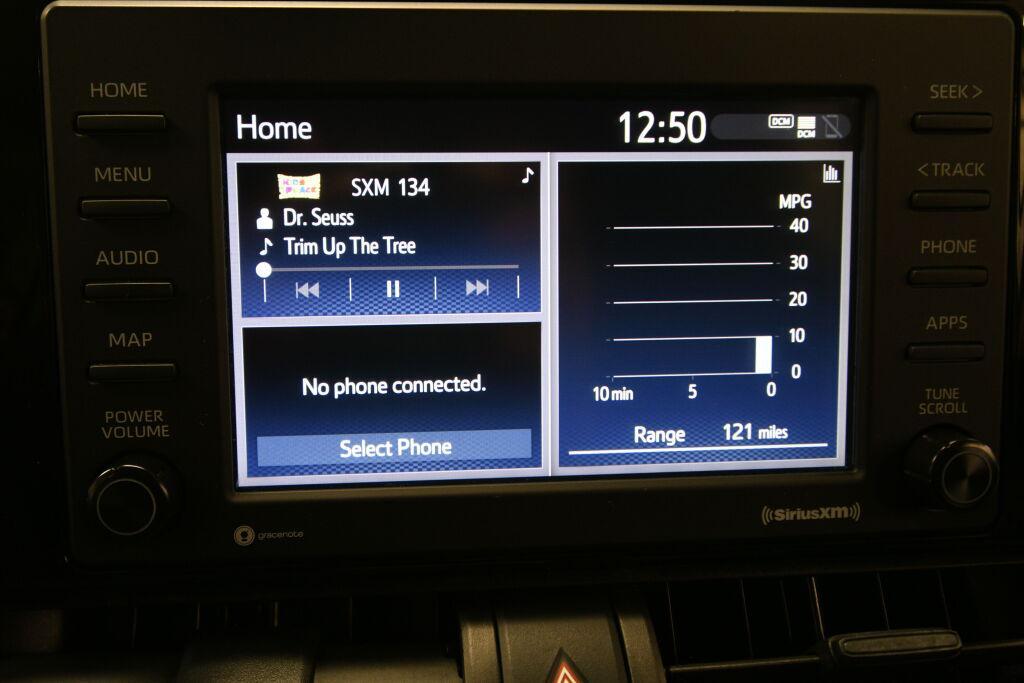 HOME
MENU
AUDIO
MAP
POWER
VOLUME
Home
12:50
DCM
DCM
KIDS PLACE
SXM 134
Dr. Seuss
Trim Up The Tree
No phone connected.
Select Phone
MPG
40
30
20
10
0
10 min 5 0
Range 121 miles
SEEK >
< TRACK
PHONE
APPS
TUNE
SCROLL
gracenote
SiriusXM